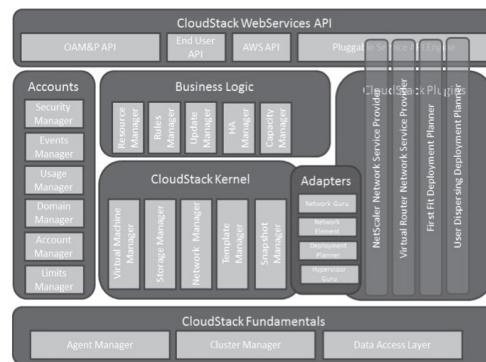 CloudStack WebServices API
OAM&P API
End User
API
AWS API
Pluggable Service API Engine
Accounts
Security
Manager
Events
Manager
Usage
Manager
Domain
Manager
Account
Manager
Limits
Manager
Business Logic
Resource
Manager
Rules
Manager
Update
Manager
HA
Manager
Capacity
Manager
CloudStack Kernel
Virtual Machine
Manager
Storage Manager
Network Manager
Template
Manager
Snapshot
Manager
Adapters
Network Guru
Network
Element
Deployment
Planner
Hypervisor
Guru
CloudStack Plugins
NetScaler Network Service Provider
Virtual Router Network Service Provider
First Fit Deployment Planner
User Dispersing Deployment Planner
CloudStack Fundamentals
Agent Manager
Cluster Manager
Data Access Layer